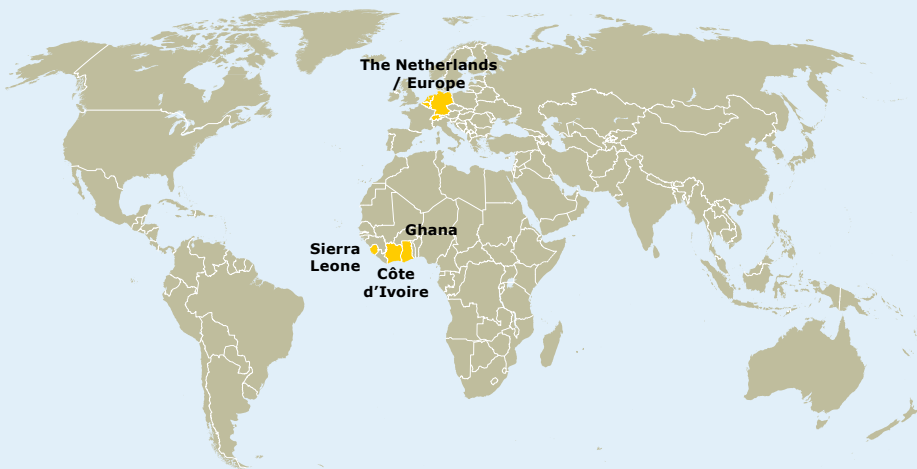 The Netherlands
/ Europe
Ghana
Sierra
Leone
Côte
d’Ivoire